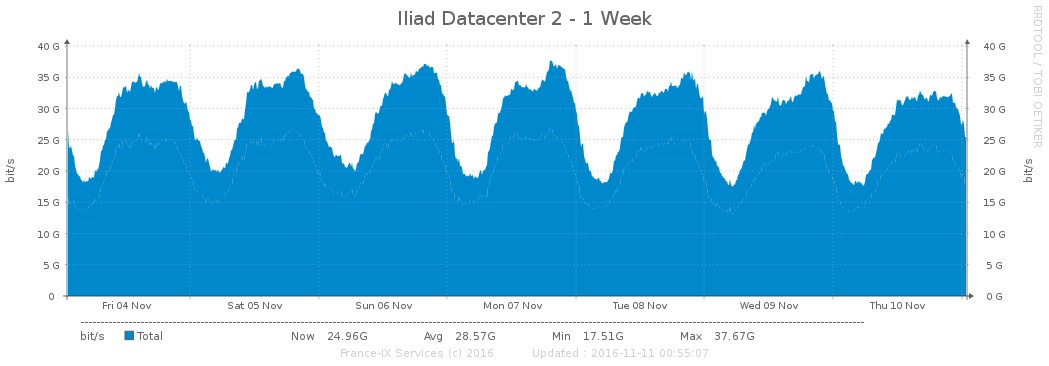 Iliad Datacenter 2 - 1 Week
RRDTOOL / TOBI OETIKER
40 G 40 G
35 G 35 G
30 G 30 G
25 G 25 G
20 G 20 G
15 G 15 G
10 G 10 G
5 G 5 G
0 0 G
bit/s bit/s
Fri 04 Nov Sat 05 Nov Sun 06 Nov Mon 07 Nov Tue 08 Nov Wed 09 Nov Thu 10 Nov
bit/s Total Now 24.96G Avg 28.57G Min 17.51G Max 37.67G
France-IX Services (c) 2016 Updated : 2016-11-11 00:55:07